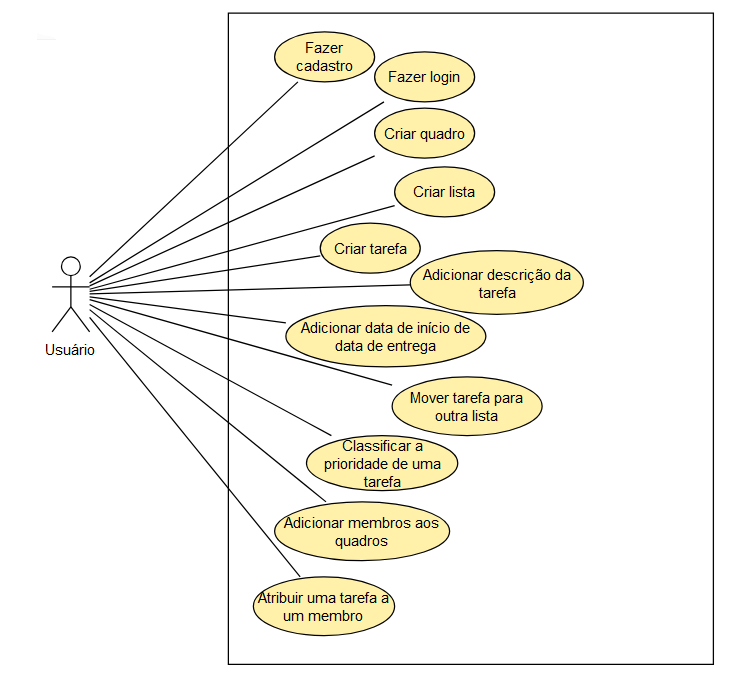 Fazer
cadastro
Fazer login
Criar quadro
Criar lista
Criar tarefa
Adicionar descrição da
tarefa
Adicionar data de início de
data de entrega
Usuário
Mover tarefa para
outra lista
Classificar a
prioridade de uma
tarefa
Adicionar membros aos
quadros
Atribuir uma tarefa a
um membro